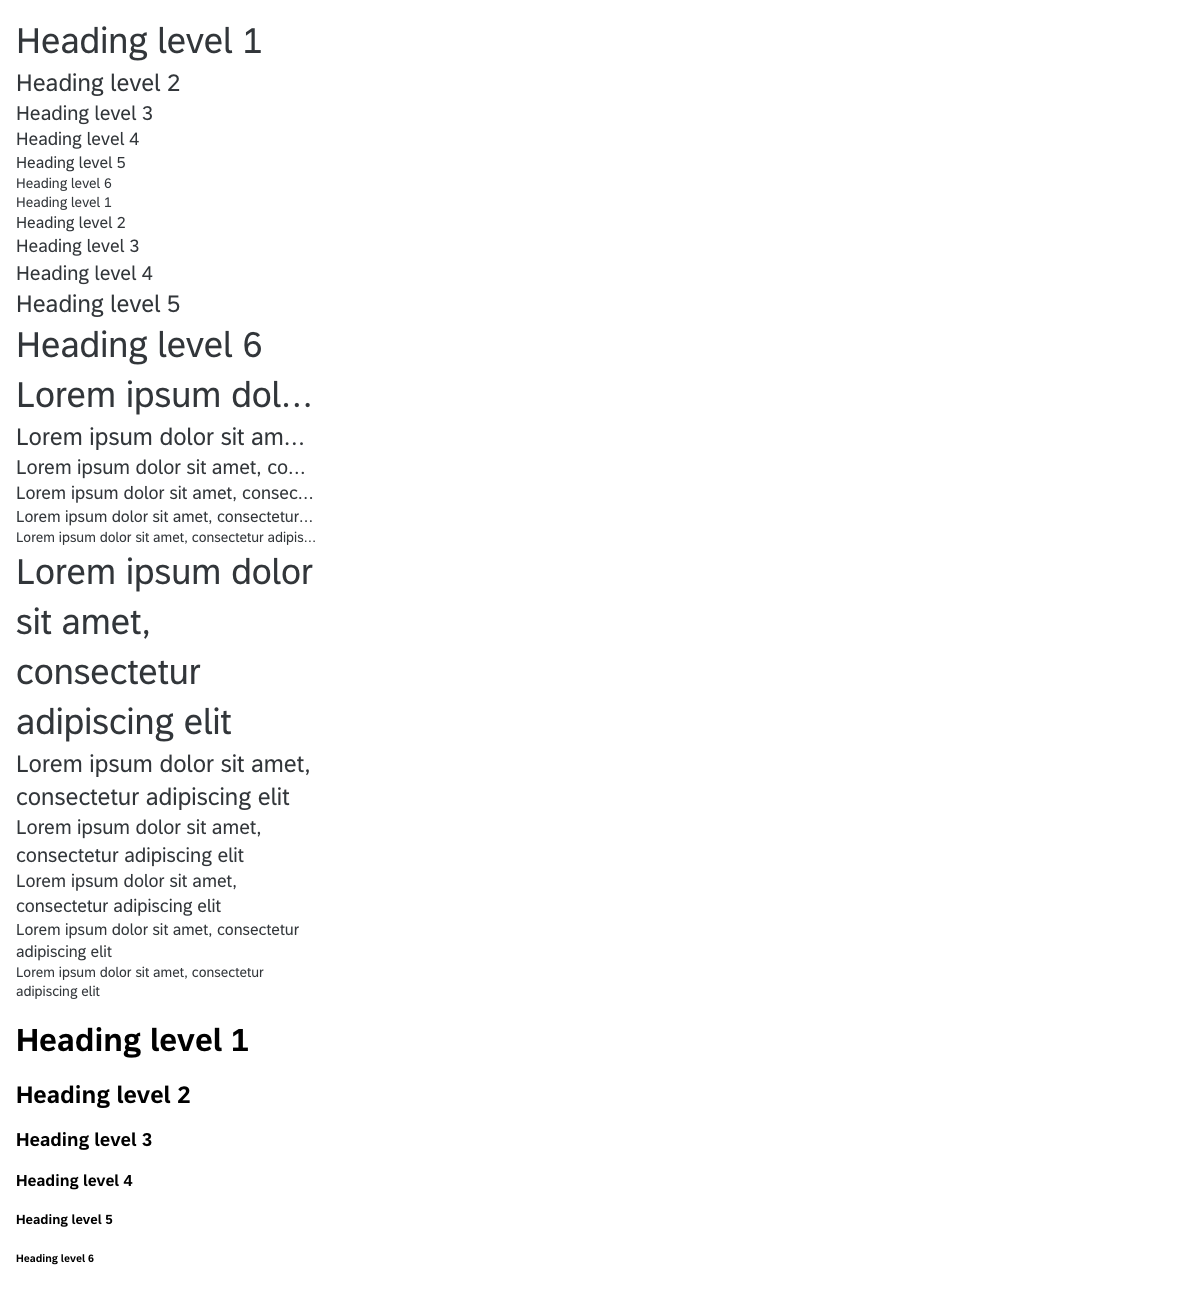 Heading level 1
Heading level 2
Heading level 3
Heading level 4
Heading level 5
Heading level 6
Heading level 1
Heading level 2
Heading level 3
Heading level 4
Heading level 5
Heading level 6
Lorem ipsum dol…
Lorem ipsum dolor sit am…
Lorem ipsum dolor sit amet, co…
Lorem ipsum dolor sit amet, consec…
Lorem ipsum dolor sit amet, consectetur…
Lorem ipsum dolor sit amet, consectetur adipis…
Lorem ipsum dolor
sit amet,
consectetur
adipiscing elit
Lorem ipsum dolor sit amet,
consectetur adipiscing elit
Lorem ipsum dolor sit amet,
consectetur adipiscing elit
Lorem ipsum dolor sit amet,
consectetur adipiscing elit
Lorem ipsum dolor sit amet, consectetur
adipiscing elit
Lorem ipsum dolor sit amet, consectetur
adipiscing elit
Heading level 1
Heading level 2
Heading level 3
Heading level 4
Heading level 5
Heading level 6